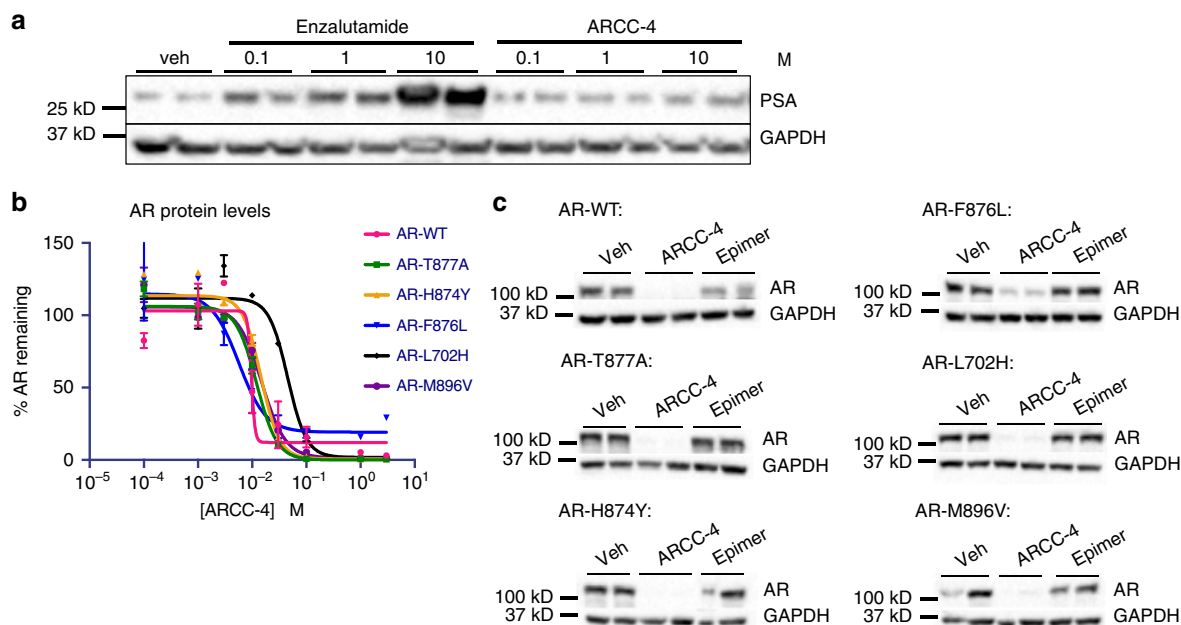 a
Enzalutamide ARCC-4
veh 0.1 1 10 0.1 1 10 M
PSA
25 kD
37 kD
GAPDH
b
AR protein levels
150
100
50
0
% AR remaining
10⁻⁵ 10⁻⁴ 10⁻³ 10⁻² 10⁻¹ 10⁰ 10¹
[ARCC-4] M
AR-WT
AR-T877A
AR-H874Y
AR-F876L
AR-L702H
AR-M896V
c
AR-WT:
Veh ARCC-4 Epimer
100 kD AR
37 kD GAPDH
AR-F876L:
Veh ARCC-4 Epimer
100 kD AR
37 kD GAPDH
AR-T877A:
Veh ARCC-4 Epimer
100 kD AR
37 kD GAPDH
AR-L702H:
Veh ARCC-4 Epimer
100 kD AR
37 kD GAPDH
AR-H874Y:
Veh ARCC-4 Epimer
100 kD AR
37 kD GAPDH
AR-M896V:
Veh ARCC-4 Epimer
100 kD AR
37 kD GAPDH